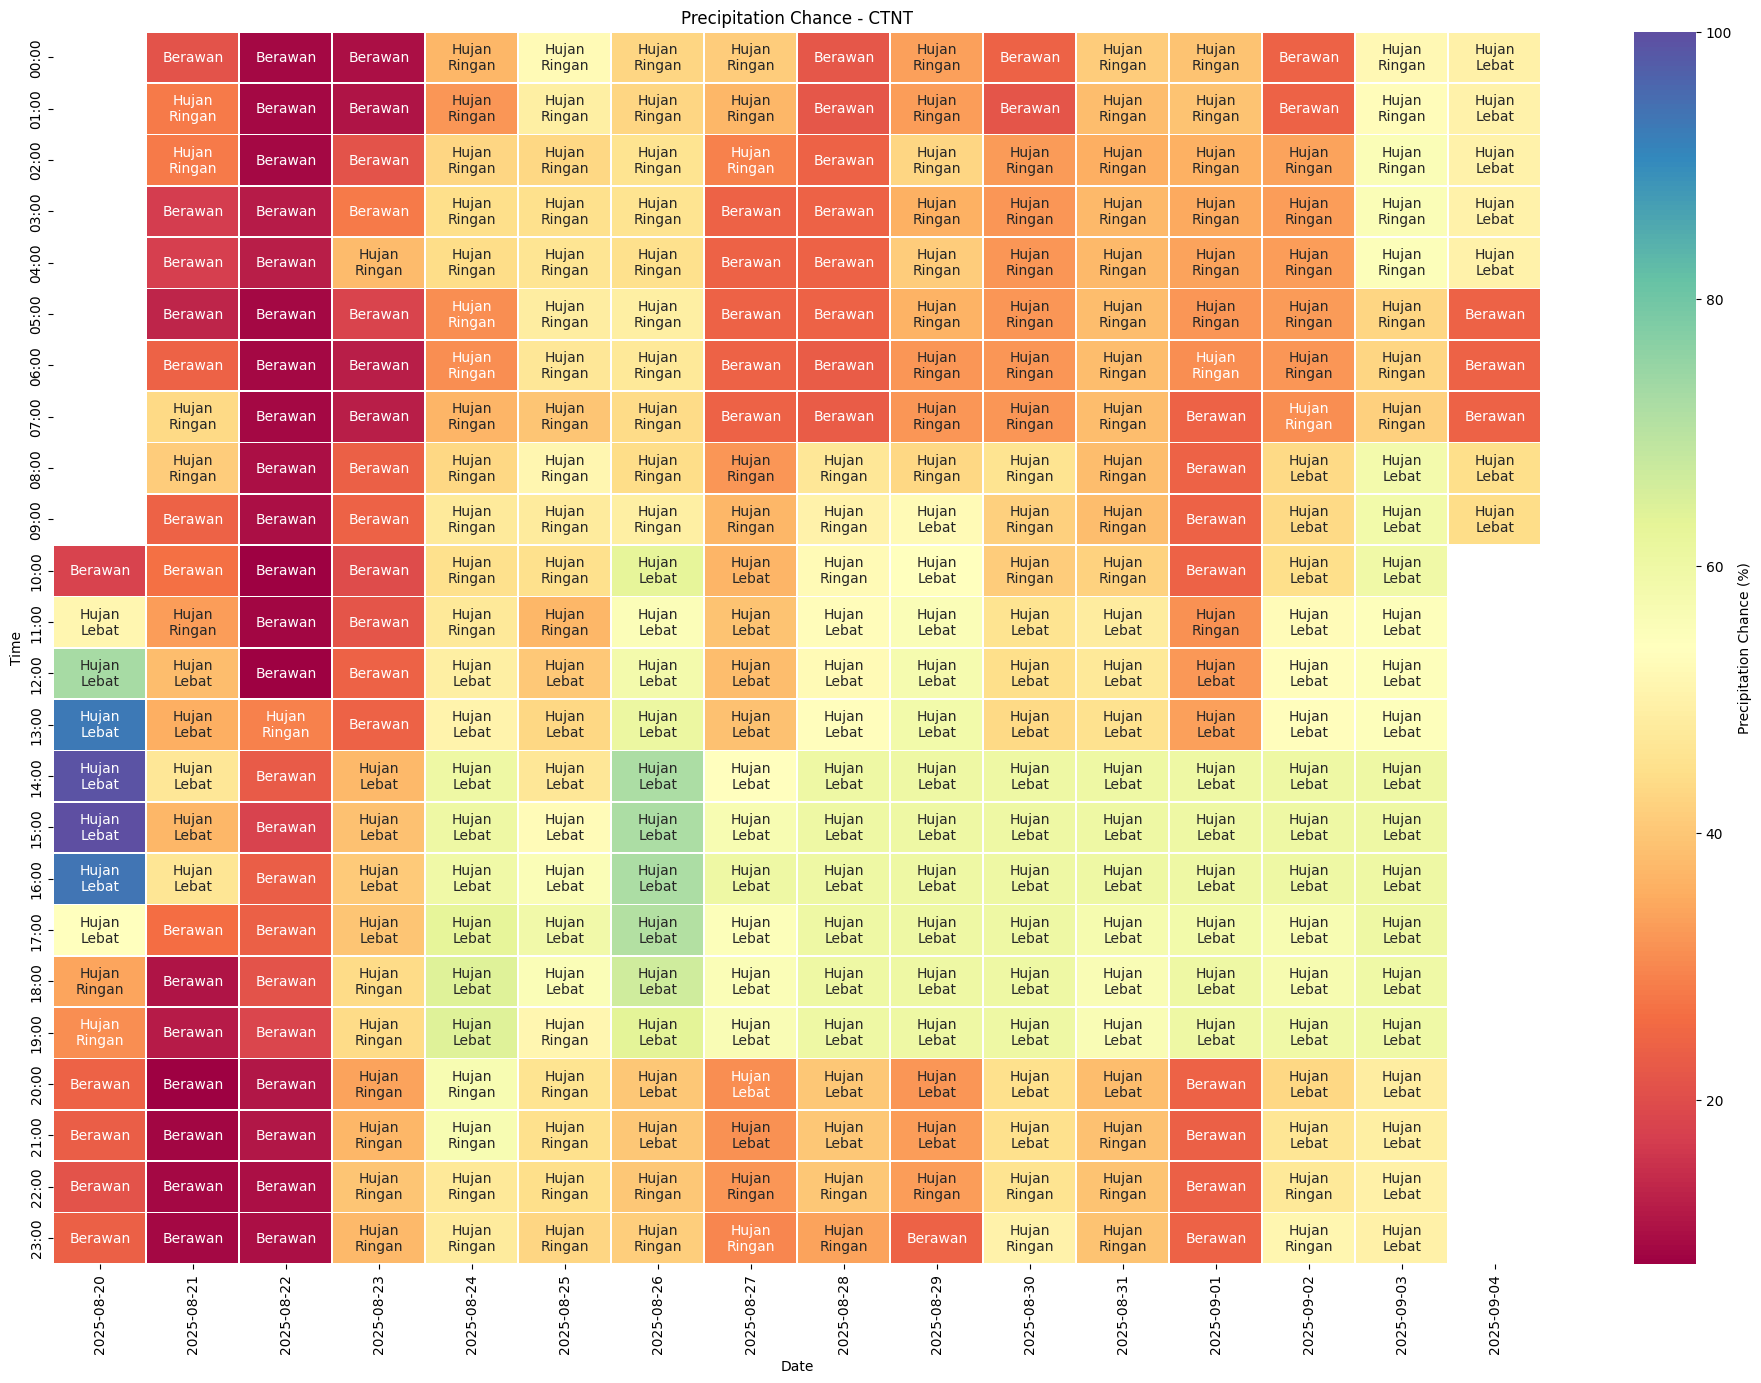 Precipitation Chance - CTNT
Time
00:00 Berawan Berawan Berawan Hujan Ringan Hujan Ringan Hujan Ringan Hujan Ringan Berawan Hujan Ringan Berawan Hujan Ringan Hujan Ringan Berawan Hujan Ringan Hujan Lebat
01:00 Hujan Ringan Berawan Berawan Hujan Ringan Hujan Ringan Hujan Ringan Hujan Ringan Berawan Hujan Ringan Berawan Hujan Ringan Hujan Ringan Berawan Hujan Ringan Hujan Lebat
02:00 Hujan Ringan Berawan Berawan Hujan Ringan Hujan Ringan Hujan Ringan Hujan Ringan Berawan Hujan Ringan Hujan Ringan Hujan Ringan Hujan Ringan Hujan Ringan Hujan Ringan Hujan Lebat
03:00 Berawan Berawan Berawan Hujan Ringan Hujan Ringan Hujan Ringan Berawan Berawan Hujan Ringan Hujan Ringan Hujan Ringan Hujan Ringan Hujan Ringan Hujan Ringan Hujan Lebat
04:00 Berawan Berawan Hujan Ringan Hujan Ringan Hujan Ringan Hujan Ringan Berawan Berawan Hujan Ringan Hujan Ringan Hujan Ringan Hujan Ringan Hujan Ringan Hujan Ringan Hujan Lebat
05:00 Berawan Berawan Berawan Hujan Ringan Hujan Ringan Hujan Ringan Berawan Berawan Hujan Ringan Hujan Ringan Hujan Ringan Hujan Ringan Hujan Ringan Hujan Ringan Berawan
06:00 Berawan Berawan Berawan Hujan Ringan Hujan Ringan Hujan Ringan Berawan Berawan Hujan Ringan Hujan Ringan Hujan Ringan Hujan Ringan Hujan Ringan Hujan Ringan Berawan
07:00 Hujan Ringan Berawan Berawan Hujan Ringan Hujan Ringan Hujan Ringan Berawan Berawan Hujan Ringan Hujan Ringan Hujan Ringan Berawan Hujan Ringan Hujan Ringan Berawan
08:00 Hujan Ringan Berawan Berawan Hujan Ringan Hujan Ringan Hujan Ringan Hujan Ringan Hujan Ringan Hujan Ringan Hujan Ringan Hujan Ringan Berawan Hujan Lebat Hujan Lebat Hujan Lebat
09:00 Berawan Berawan Berawan Hujan Ringan Hujan Ringan Hujan Ringan Hujan Ringan Hujan Ringan Hujan Lebat Hujan Ringan Hujan Ringan Berawan Hujan Lebat Hujan Lebat Hujan Lebat
10:00 Berawan Berawan Berawan Berawan Hujan Ringan Hujan Ringan Hujan Lebat Hujan Lebat Hujan Ringan Hujan Lebat Hujan Ringan Hujan Ringan Berawan Hujan Lebat Hujan Lebat
11:00 Hujan Lebat Hujan Ringan Berawan Berawan Hujan Ringan Hujan Ringan Hujan Lebat Hujan Lebat Hujan Lebat Hujan Lebat Hujan Lebat Hujan Lebat Hujan Ringan Hujan Lebat Hujan Lebat
12:00 Hujan Lebat Hujan Lebat Berawan Berawan Hujan Lebat Hujan Lebat Hujan Lebat Hujan Lebat Hujan Lebat Hujan Lebat Hujan Lebat Hujan Lebat Hujan Lebat Hujan Lebat Hujan Lebat
13:00 Hujan Lebat Hujan Lebat Hujan Ringan Berawan Hujan Lebat Hujan Lebat Hujan Lebat Hujan Lebat Hujan Lebat Hujan Lebat Hujan Lebat Hujan Lebat Hujan Lebat Hujan Lebat Hujan Lebat
14:00 Hujan Lebat Hujan Lebat Berawan Hujan Lebat Hujan Lebat Hujan Lebat Hujan Lebat Hujan Lebat Hujan Lebat Hujan Lebat Hujan Lebat Hujan Lebat Hujan Lebat Hujan Lebat Hujan Lebat
15:00 Hujan Lebat Hujan Lebat Berawan Hujan Lebat Hujan Lebat Hujan Lebat Hujan Lebat Hujan Lebat Hujan Lebat Hujan Lebat Hujan Lebat Hujan Lebat Hujan Lebat Hujan Lebat Hujan Lebat
16:00 Hujan Lebat Hujan Lebat Berawan Hujan Lebat Hujan Lebat Hujan Lebat Hujan Lebat Hujan Lebat Hujan Lebat Hujan Lebat Hujan Lebat Hujan Lebat Hujan Lebat Hujan Lebat Hujan Lebat
17:00 Hujan Lebat Berawan Berawan Hujan Lebat Hujan Lebat Hujan Lebat Hujan Lebat Hujan Lebat Hujan Lebat Hujan Lebat Hujan Lebat Hujan Lebat Hujan Lebat Hujan Lebat Hujan Lebat
18:00 Hujan Ringan Berawan Berawan Hujan Ringan Hujan Lebat Hujan Lebat Hujan Lebat Hujan Lebat Hujan Lebat Hujan Lebat Hujan Lebat Hujan Lebat Hujan Lebat Hujan Lebat Hujan Lebat
19:00 Hujan Ringan Berawan Berawan Hujan Ringan Hujan Lebat Hujan Ringan Hujan Lebat Hujan Lebat Hujan Lebat Hujan Lebat Hujan Lebat Hujan Lebat Hujan Lebat Hujan Lebat Hujan Lebat
20:00 Berawan Berawan Berawan Hujan Ringan Hujan Ringan Hujan Ringan Hujan Lebat Hujan Lebat Hujan Lebat Hujan Lebat Hujan Lebat Hujan Lebat Berawan Hujan Lebat Hujan Lebat
21:00 Berawan Berawan Berawan Hujan Ringan Hujan Ringan Hujan Ringan Hujan Lebat Hujan Lebat Hujan Lebat Hujan Lebat Hujan Lebat Hujan Ringan Berawan Hujan Lebat Hujan Lebat
22:00 Berawan Berawan Berawan Hujan Ringan Hujan Ringan Hujan Ringan Hujan Ringan Hujan Ringan Hujan Ringan Hujan Ringan Hujan Ringan Hujan Ringan Berawan Hujan Ringan Hujan Lebat
23:00 Berawan Berawan Berawan Hujan Ringan Hujan Ringan Hujan Ringan Hujan Ringan Hujan Ringan Hujan Ringan Berawan Hujan Ringan Hujan Ringan Berawan Hujan Ringan Hujan Lebat
2025-08-20 2025-08-21 2025-08-22 2025-08-23 2025-08-24 2025-08-25 2025-08-26 2025-08-27 2025-08-28 2025-08-29 2025-08-30 2025-08-31 2025-09-01 2025-09-02 2025-09-03 2025-09-04
Date
100
80
60
40
20
Precipitation Chance (%)